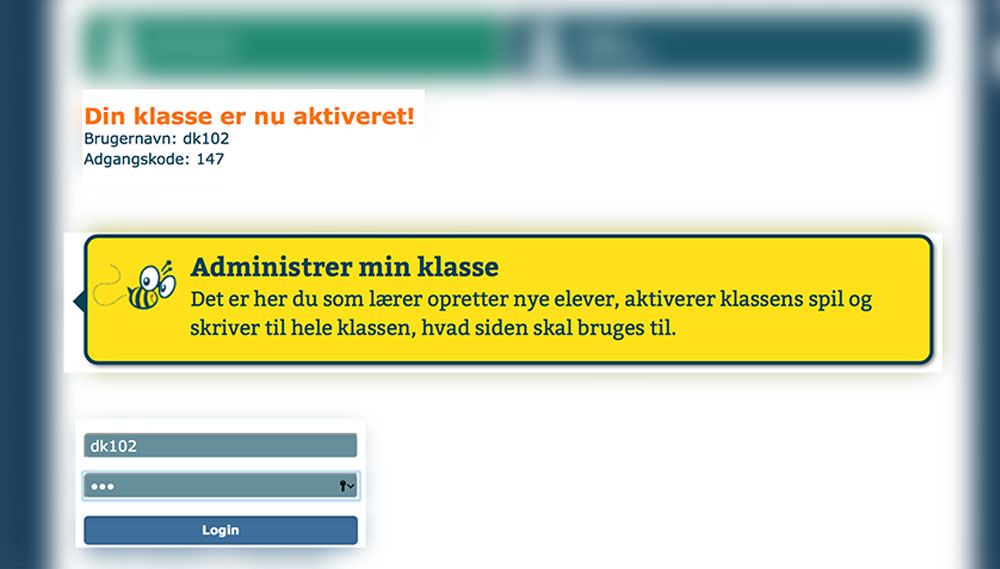 Din klasse er nu aktiveret!
Brugernavn: dk102
Adgangskode: 147
Administrer min klasse
Det er her du som lærer opretter nye elever, aktiverer klassens spil og
skriver til hele klassen, hvad siden skal bruges til.
dk102
•••
Login